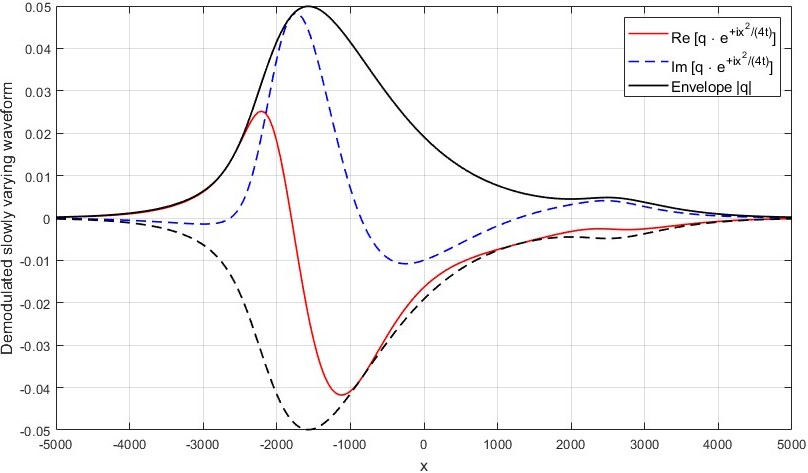 0.05
0.04
0.03
0.02
0.01
0
-0.01
-0.02
-0.03
-0.04
-0.05
Demodulated slowly varying waveform
Re [q · e^{+ix^2/(4t)}]
Im [q · e^{+ix^2/(4t)}]
Envelope |q|
-5000 -4000 -3000 -2000 -1000 0 1000 2000 3000 4000 5000
x